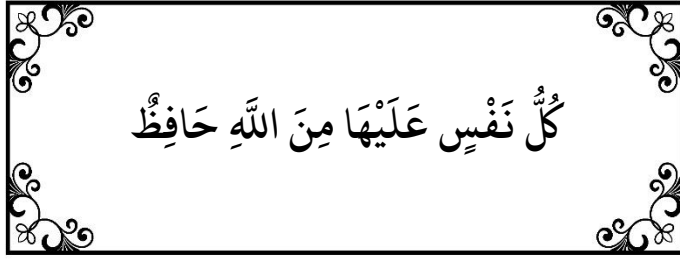 كُلُّ نَفْسٍ عَلَيْهَا مِنَ اللَّهِ حَافِظٌ